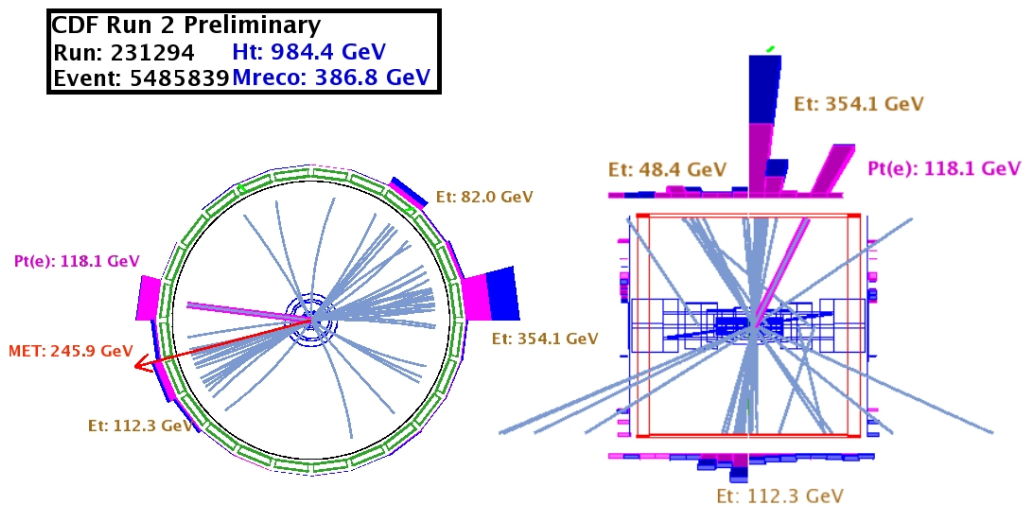 CDF Run 2 Preliminary
Run: 231294 Ht: 984.4 GeV
Event: 5485839 Mreco: 386.8 GeV
Et: 354.1 GeV
Et: 48.4 GeV
Pt(e): 118.1 GeV
Et: 82.0 GeV
Pt(e): 118.1 GeV
Et: 354.1 GeV
MET: 245.9 GeV
Et: 112.3 GeV
Et: 112.3 GeV